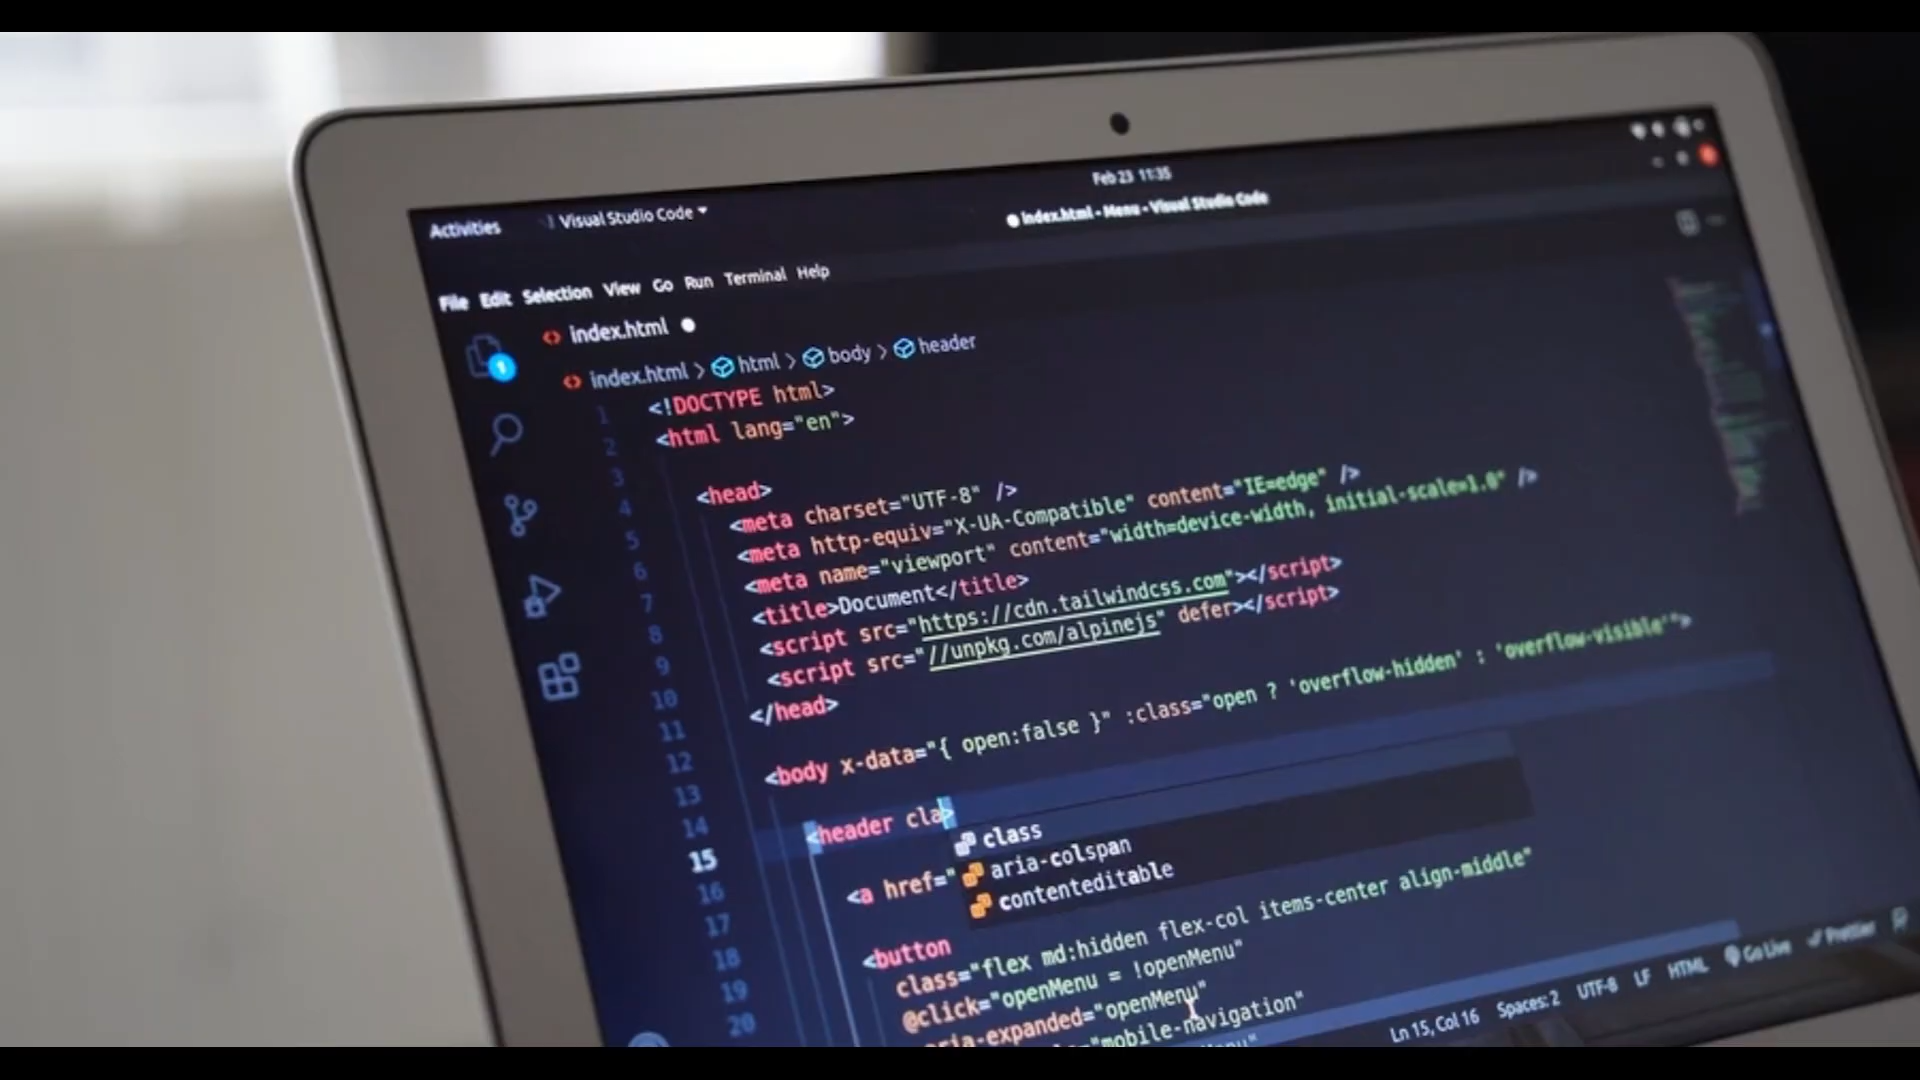 Feb 23 11:35
Activities Visual Studio Code
index.html - Menu - Visual Studio Code
File Edit Selection View Go Run Terminal Help
1
index.html
index.html > html > body > header
1 <!DOCTYPE html>
2 <html lang="en">
3
4 <head>
5 <meta charset="UTF-8" />
6 <meta http-equiv="X-UA-Compatible" content="IE=edge" />
7 <meta name="viewport" content="width=device-width, initial-scale=1.0" />
8 <title>Document</title>
9 <script src="https://cdn.tailwindcss.com"></script>
10 <script src="//unpkg.com/alpinejs" defer></script>
11 </head>
12
13 <body x-data="{ open:false }" :class="open ? 'overflow-hidden' : 'overflow-visible'">
14
15 <header cla>
class
16
aria-colspan
17 <a href="
contenteditable
18
19 <button
20 class="flex md:hidden flex-col items-center align-middle"
@click="openMenu = !openMenu"
aria-expanded="openMenu"
"mobile-navigation"
Ln 15, Col 16 Spaces: 2 UTF-8 LF HTML Go Live Prettier